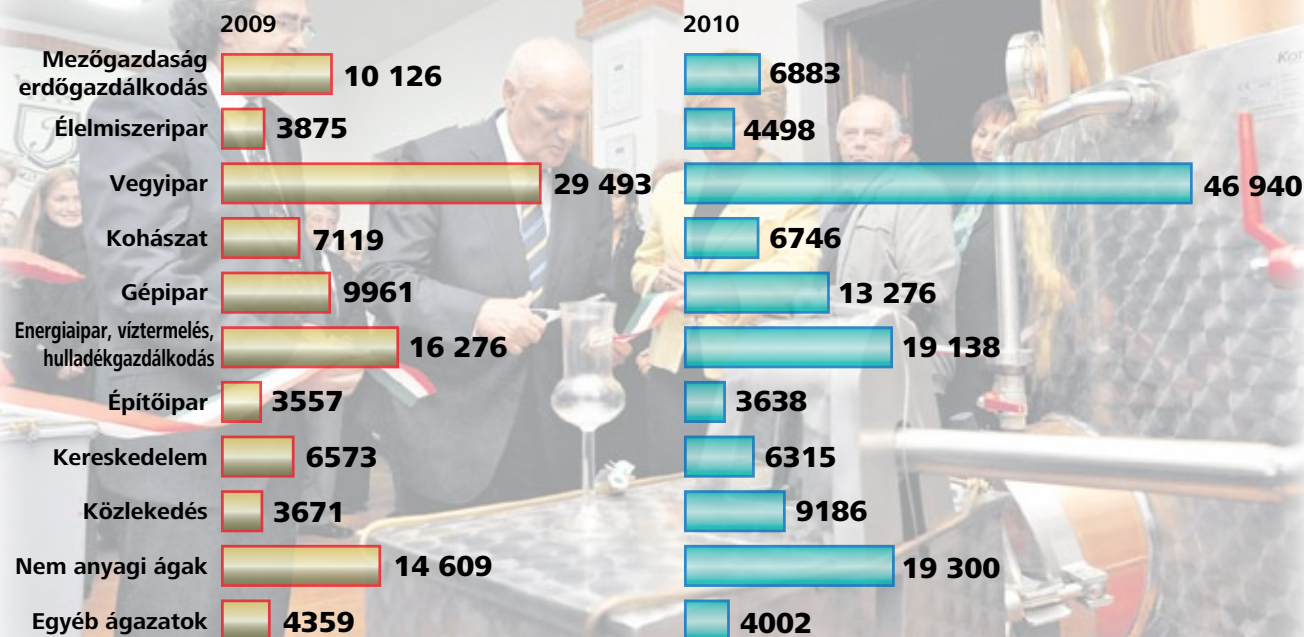 2009 2010
Mezőgazdaság
erdőgazdálkodás 10 126 6883
Élelmiszeripar 3875 4498
Vegyipar 29 493 46 940
Kohászat 7119 6746
Gépipar 9961 13 276
Energiaipar, víztermelés,
hulladékgazdálkodás 16 276 19 138
Építőipar 3557 3638
Kereskedelem 6573 6315
Közlekedés 3671 9186
Nem anyagi ágak 14 609 19 300
Egyéb ágazatok 4359 4002